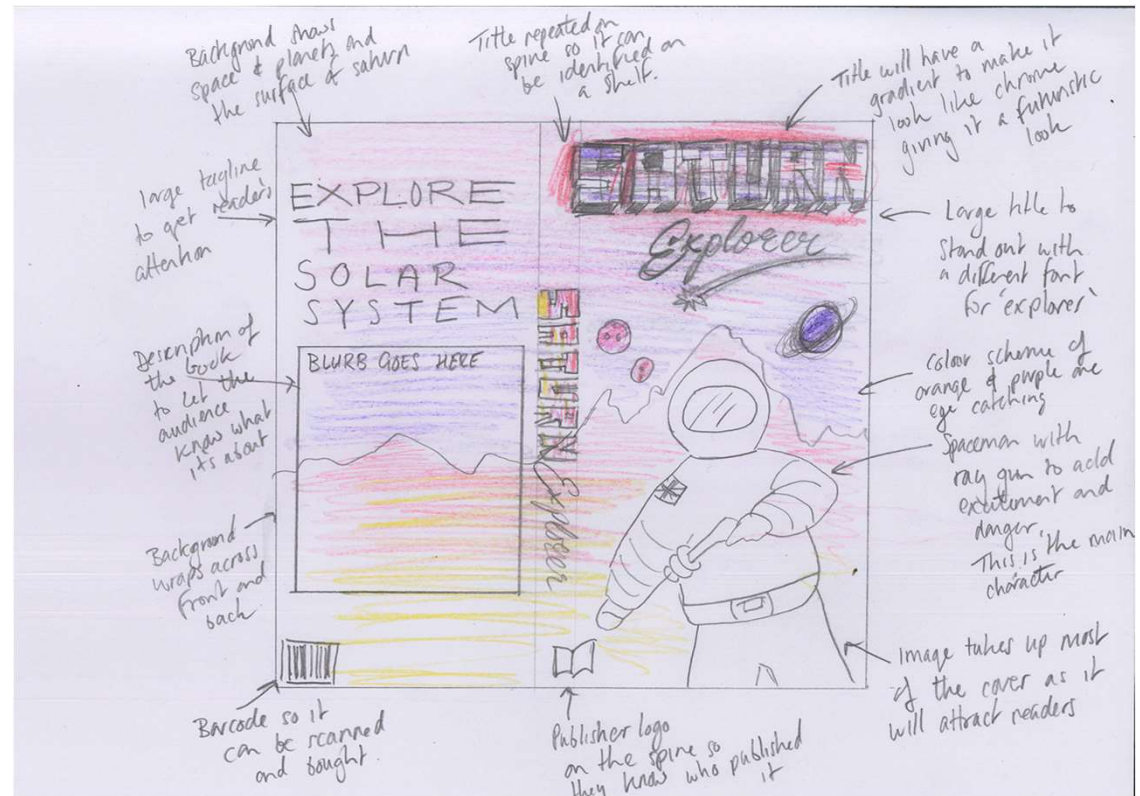 Background shows
space & planets and
the surface of saturn
Title repeated on
spine so it can
be identified on
a shelf.
Title will have a
gradient to make it
look like chrome
giving it a futuristic
look
large tagline
to get readers
attention
EXPLORE
THE
SOLAR
SYSTEM
SATURN
Explorer
Large title to
stand out with
a different font
for 'explorer'
Description of
the book
to let the
audience
know what
it's about
BLURB GOES HERE
SATURN Explorer
colour scheme of
orange & purple are
eye catching
Spaceman with
ray gun to add
excitement and
danger.
This is the main
character
Background
wraps across
front and
back.
Image takes up most
of the cover as it
will attract readers
Barcode so it
can be scanned
and bought.
Publisher logo
on the spine so
they know who published
it